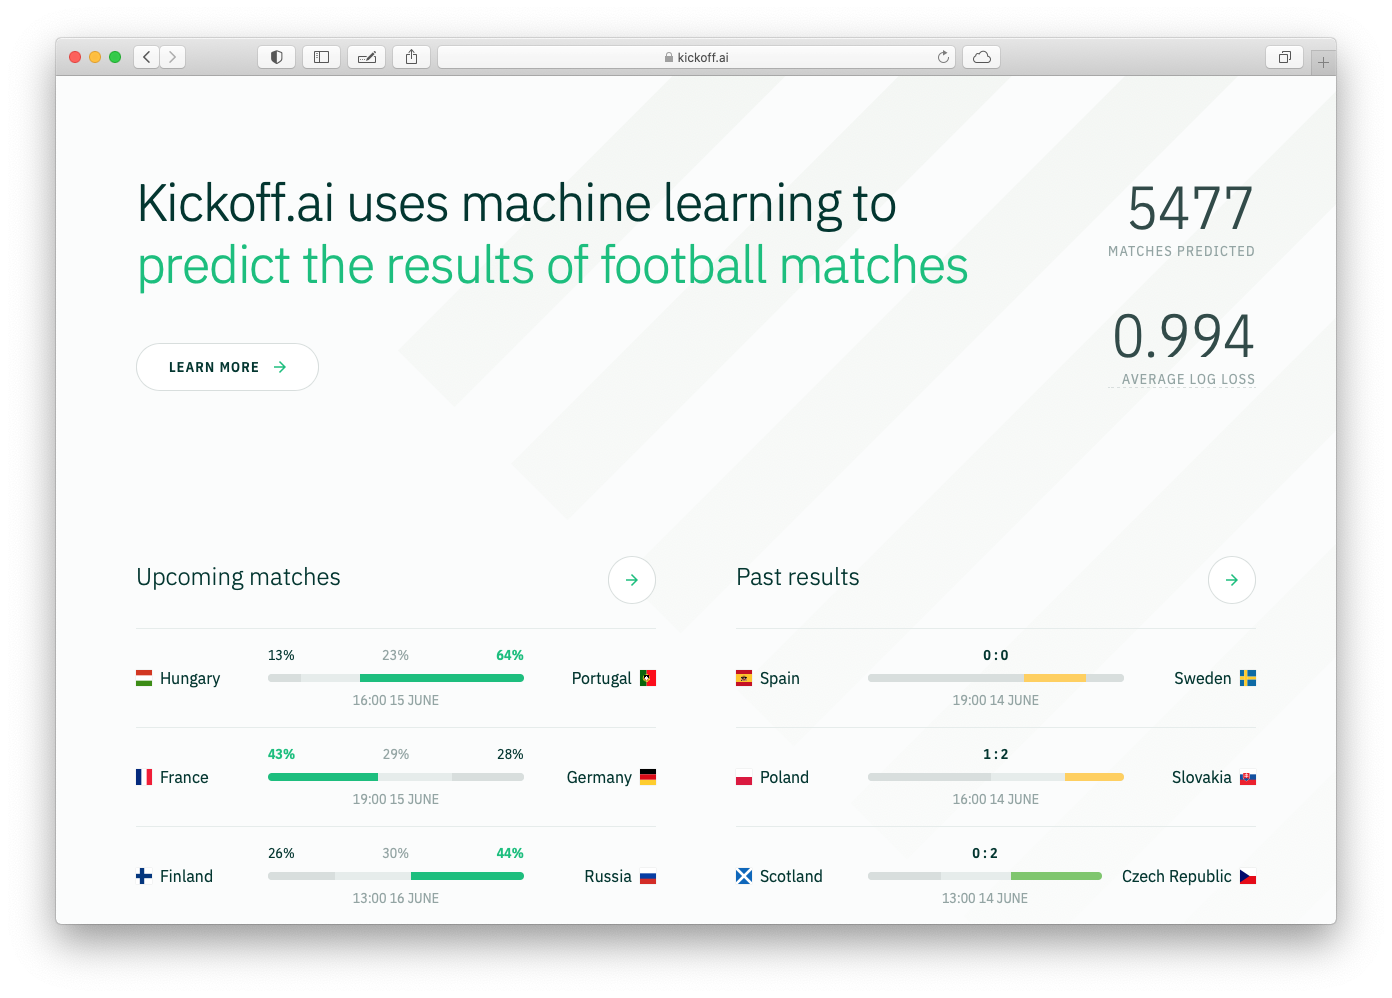 kickoff.ai
Kickoff.ai uses machine learning to
predict the results of football matches
LEARN MORE
5477
MATCHES PREDICTED
0.994
AVERAGE LOG LOSS
Upcoming matches
13% 23% 64%
Hungary Portugal
16:00 15 JUNE
43% 29% 28%
France Germany
19:00 15 JUNE
26% 30% 44%
Finland Russia
13:00 16 JUNE
Past results
0 : 0
Spain Sweden
19:00 14 JUNE
1 : 2
Poland Slovakia
16:00 14 JUNE
0 : 2
Scotland Czech Republic
13:00 14 JUNE